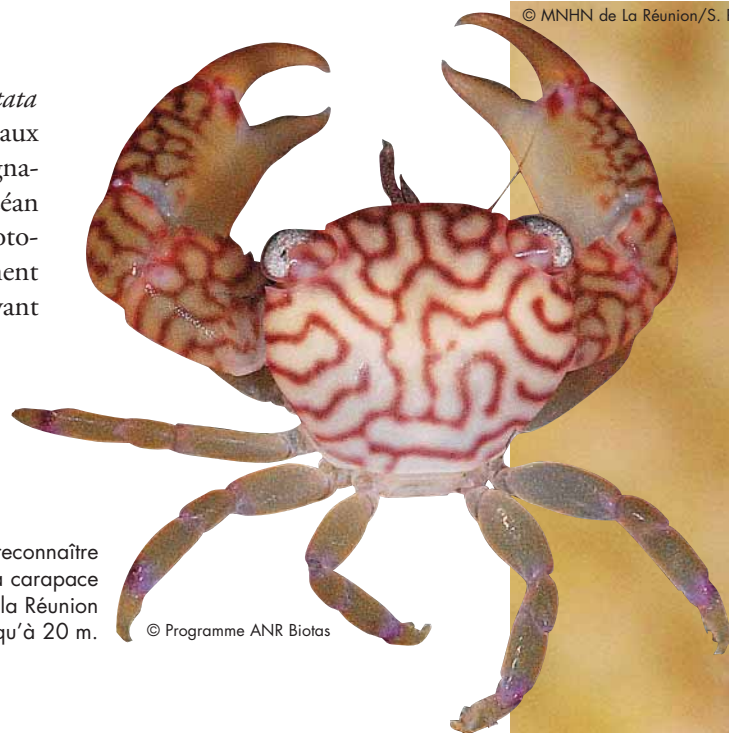 © MNHN de La Réunion/S.
tata
aux
gna-
éan
oto-
ment
vant
reconnaître
a carapace
la Réunion
qu'à 20 m.
© Programme ANR Biotas